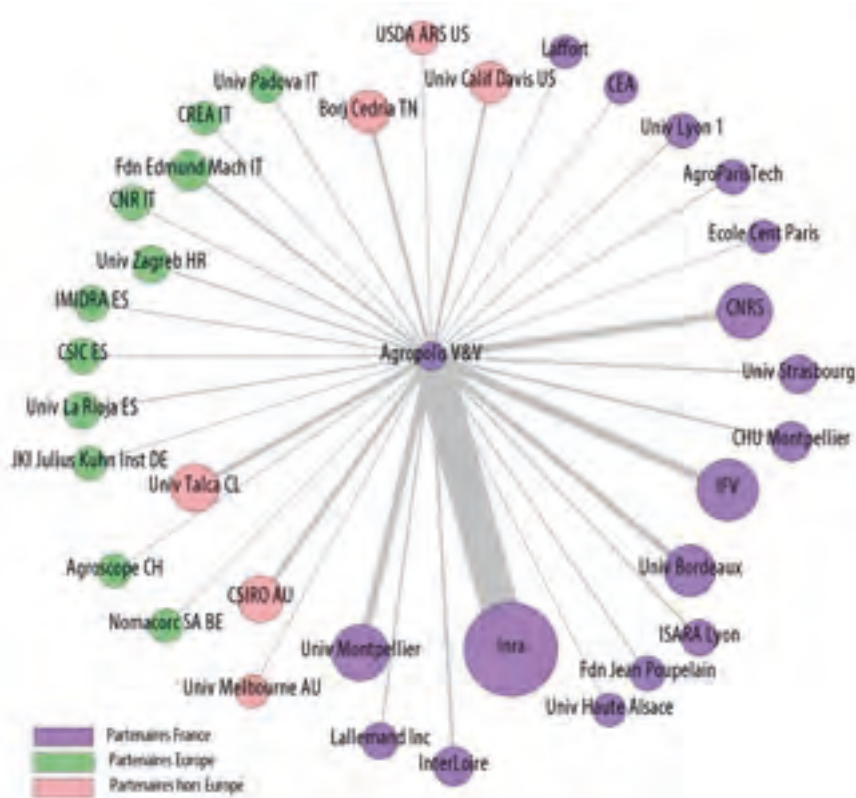 USDA ARS US
Laffort
Univ Padova IT
Univ Calif Davis US
CEA
Borj Cedria TN
CREA IT
Univ Lyon 1
Fdn Edmund Mach IT
AgroParisTech
CNR IT
Ecole Cent Paris
Univ Zagreb HR
IMIDRA ES
CNRS
CSIC ES
Agropolis V&V
Univ Strasbourg
Univ La Rioja ES
CHU Montpellier
JKI Julius Kuhn Inst DE
Univ Talca CL
IFV
Agroscope CH
Univ Bordeaux
CSIRO AU
Nomacorc SA BE
ISARA Lyon
Univ Montpellier
Inra
Fdn Jean Poupelain
Univ Melbourne AU
Univ Haute Alsace
Lallemand Inc
InterLoire
Partenaires France
Partenaires Europe
Partenaires hors Europe